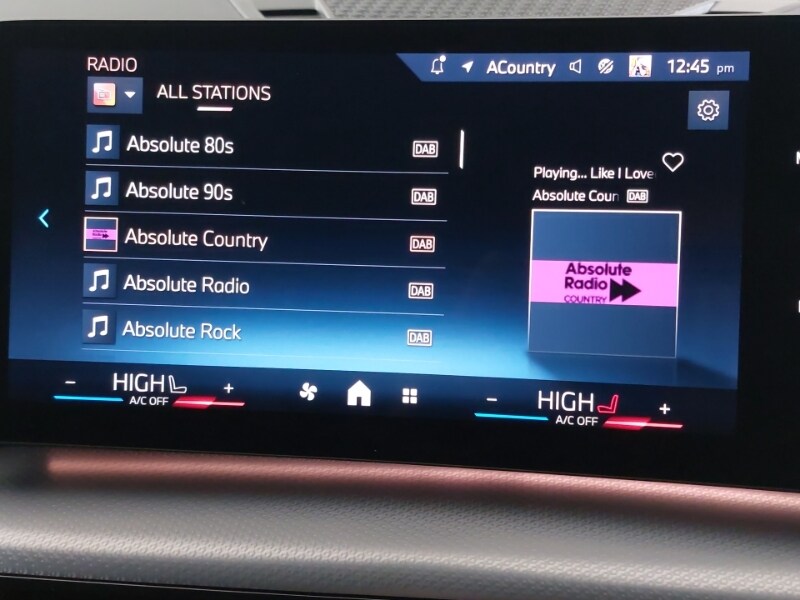 RADIO
ACountry
12:45 pm
ALL STATIONS
Absolute 80s DAB
Absolute 90s DAB
Absolute Country DAB
Absolute Radio DAB
Absolute Rock DAB
Playing... Like I Love
Absolute Coun DAB
Absolute
Radio
COUNTRY
- HIGH +
A/C OFF
- HIGH +
A/C OFF